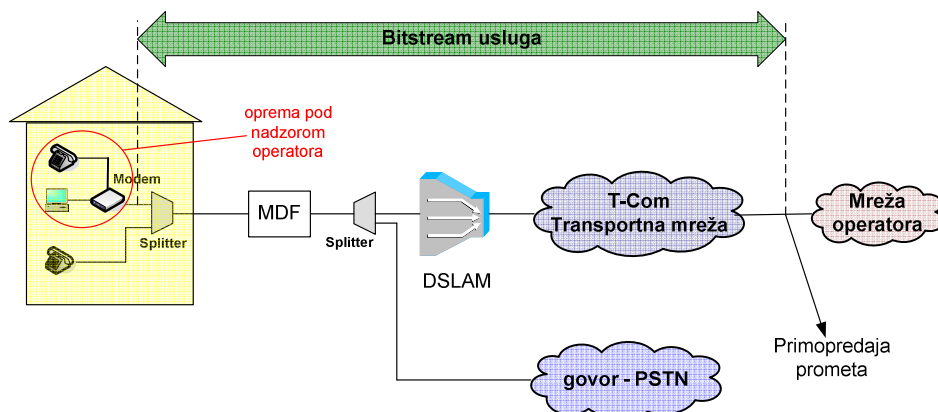 Bitstream usluga
oprema pod
nadzorom
operatora
Modem
Splitter
MDF
Splitter
DSLAM
T-Com
Transportna mreža
Mreža
operatora
Primopredaja
prometa
govor - PSTN